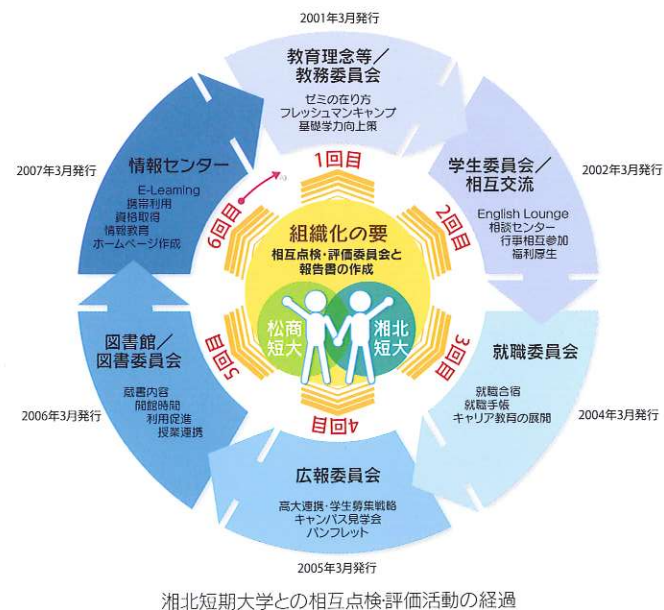 2001年3月発行
教育理念等／
教務委員会
ゼミの在り方
フレッシュマンキャンプ
基礎学力向上策
1回目
2002年3月発行
学生委員会／
相互交流
English Lounge
相談センター
行事相互参加
福利厚生
2回目
就職委員会
就職合宿
就職手帳
キャリア教育の展開
3回目
2004年3月発行
広報委員会
高大連携・学生募集戦略
キャンパス見学会
パンフレット
4回目
2005年3月発行
図書館／
図書委員会
蔵書内容
開館時間
利用促進
授業連携
5回目
2006年3月発行
情報センター
E-Learning
携帯利用
資格取得
情報教育
ホームページ作成
6回目
2007年3月発行
組織化の要
相互点検・評価委員会と
報告書の作成
松商
短大
湘北
短大
湘北短期大学との相互点検・評価活動の経過